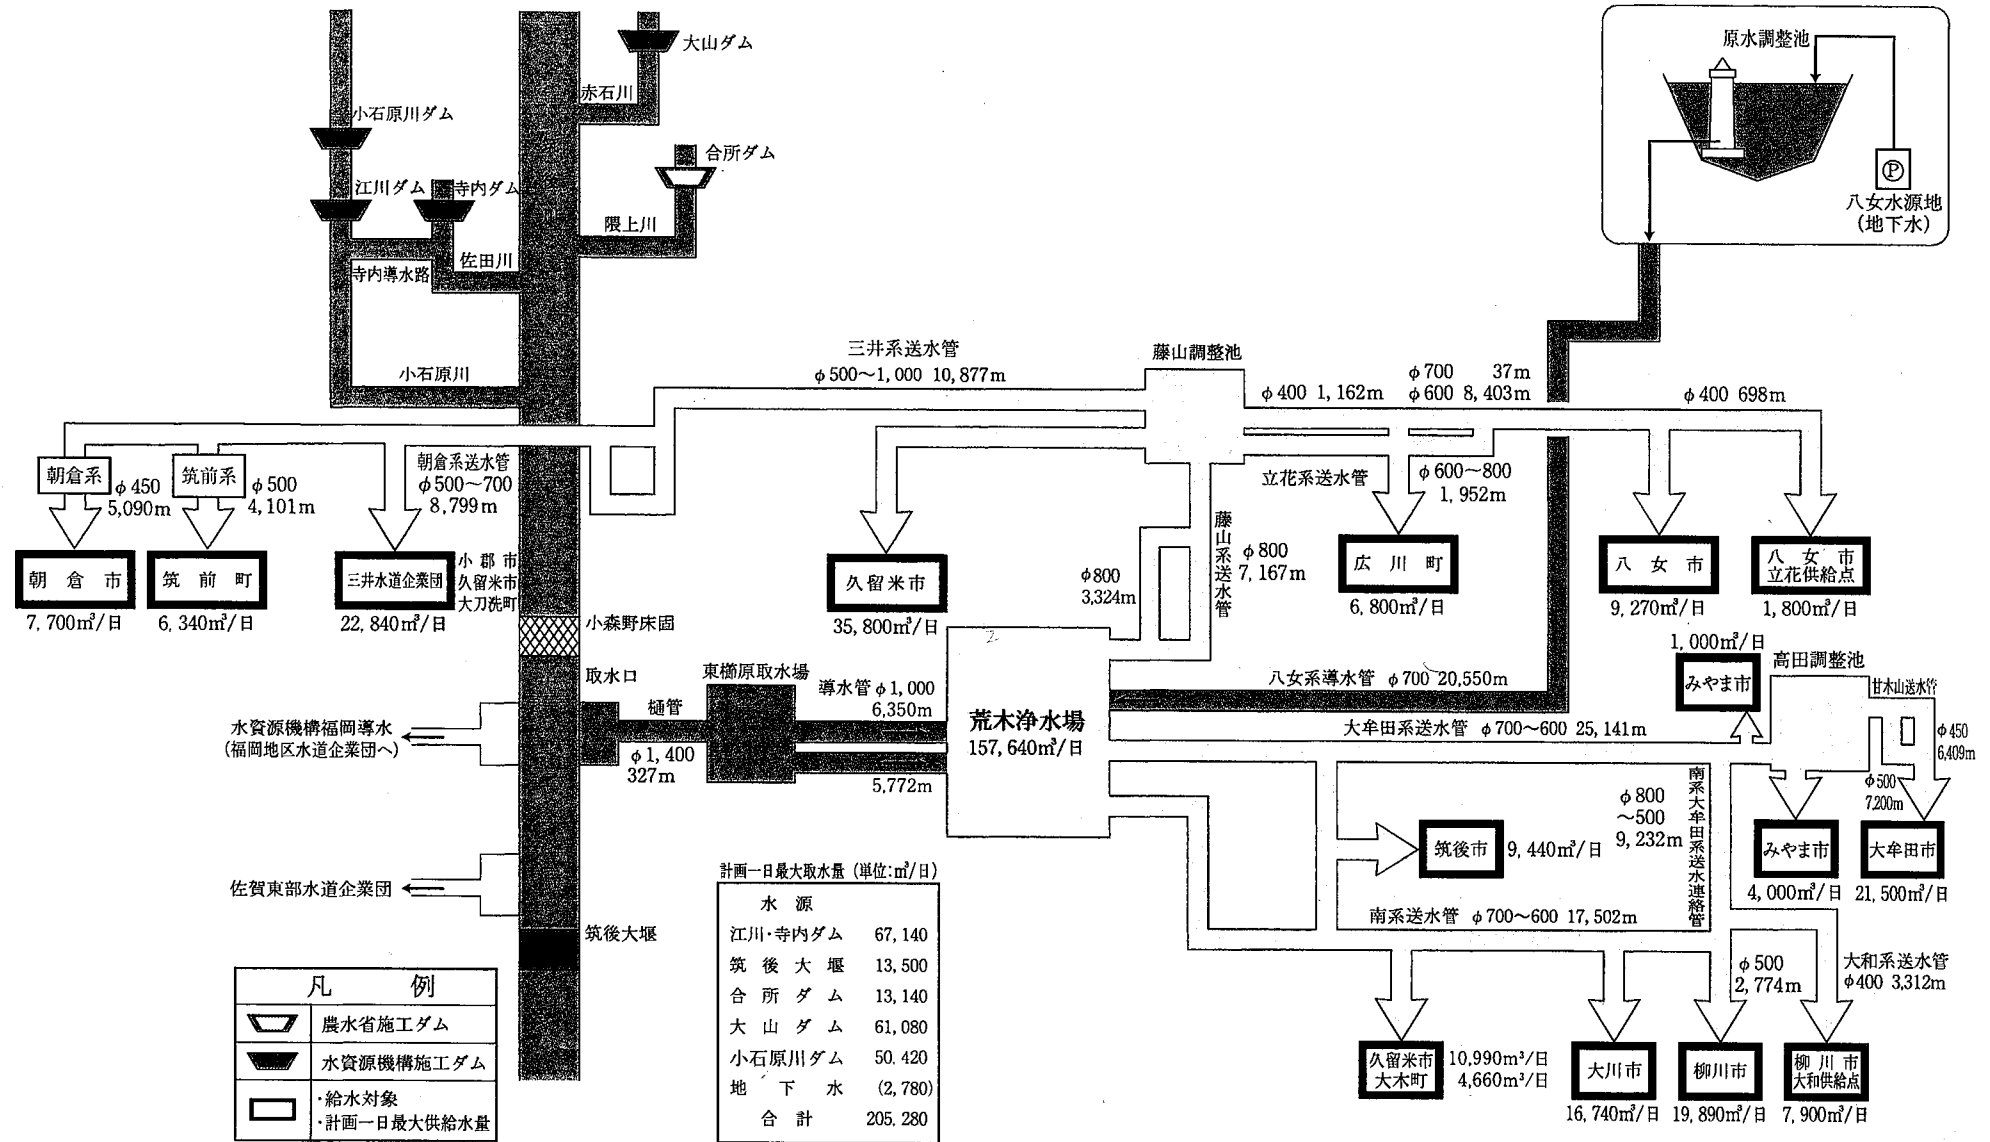 大山ダム
赤石川
小石原川ダム
合所ダム
江川ダム
寺内ダム
隈上川
佐田川
寺内導水路
小石原川
原水調整池
Ⓟ
八女水源地
(地下水)
三井系送水管
φ500〜1,000 10,877m
藤山調整池
φ400 1,162m
φ700 37m
φ600 8,403m
φ400 698m
朝倉系
φ450
5,090m
筑前系
φ500
4,101m
朝倉系送水管
φ500〜700
8,799m
立花系送水管
φ600〜800
1,952m
朝倉市
7,700㎥/日
筑前町
6,340㎥/日
三井水道企業団
小郡市
久留米市
大刀洗町
22,840㎥/日
久留米市
35,800㎥/日
φ800
3,324m
藤山系送水管
φ800
7,167m
広川町
6,800㎥/日
八女市
9,270㎥/日
八女市
立花供給点
1,800㎥/日
小森野床固
取水口
東櫛原取水場
樋管
φ1,400
327m
導水管φ1,000
6,350m
5,772m
荒木浄水場
157,640㎥/日
八女系導水管 φ700 20,550m
大牟田系送水管 φ700〜600 25,141m
1,000㎥/日
みやま市
高田調整池
甘木山送水管
φ450
6,409m
φ500
7,200m
水資源機構福岡導水
(福岡地区水道企業団へ)
佐賀東部水道企業団
筑後大堰
筑後市
9,440㎥/日
φ800
〜500
9,232m
南系大牟田系送水連絡管
みやま市
4,000㎥/日
大牟田市
21,500㎥/日
南系送水管 φ700〜600 17,502m
φ500
2,774m
大和系送水管
φ400 3,312m
久留米市
大木町
10,990m³/日
4,660m³/日
大川市
16,740㎥/日
柳川市
19,890㎥/日
柳川市
大和供給点
7,900㎥/日
計画一日最大取水量 (単位:㎥/日)
水源
江川・寺内ダム 67,140
筑後大堰 13,500
合所ダム 13,140
大山ダム 61,080
小石原川ダム 50,420
地下水 (2,780)
合計 205,280
凡例
農水省施工ダム
水資源機構施工ダム
・給水対象
・計画一日最大供給水量